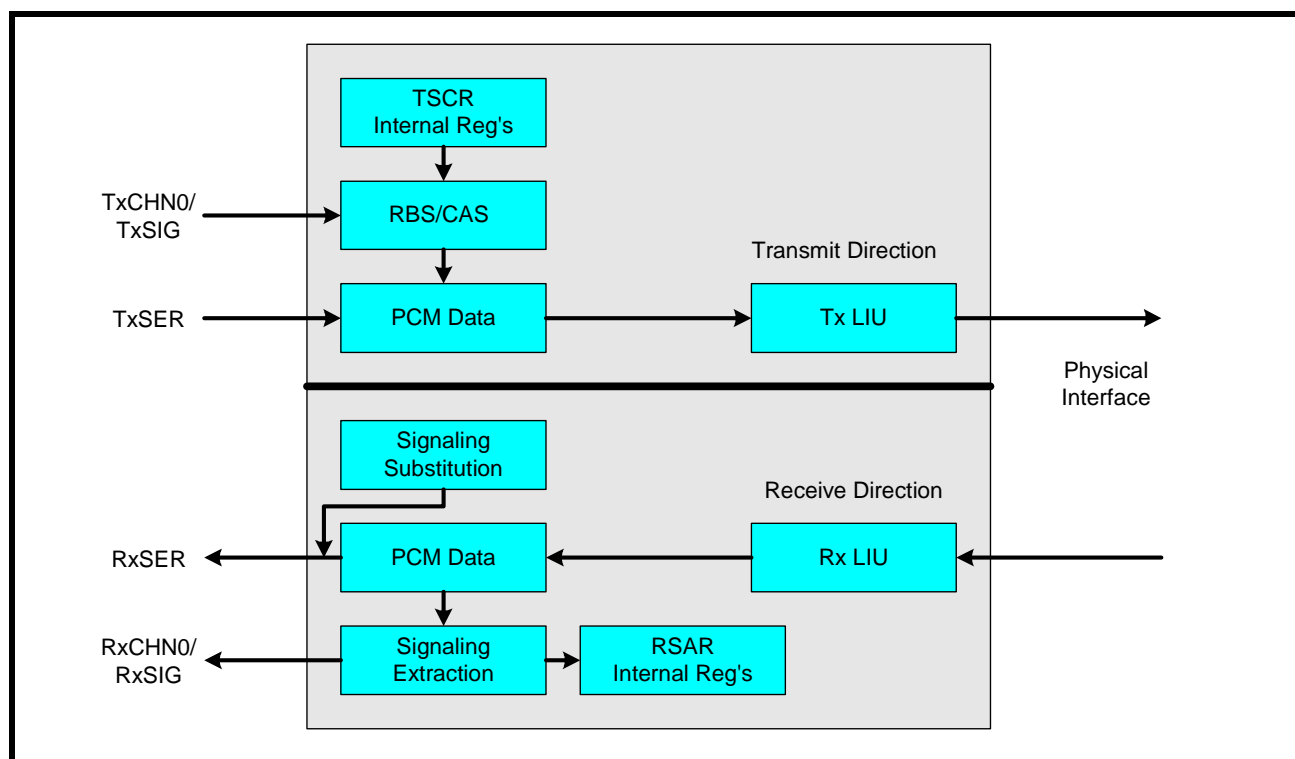 TSCR
Internal Reg's
TxCHN0/
TxSIG
RBS/CAS
Transmit Direction
TxSER
PCM Data
Tx LIU
Physical
Interface
Signaling
Substitution
Receive Direction
RxSER
PCM Data
Rx LIU
RxCHN0/
RxSIG
Signaling
Extraction
RSAR
Internal Reg's